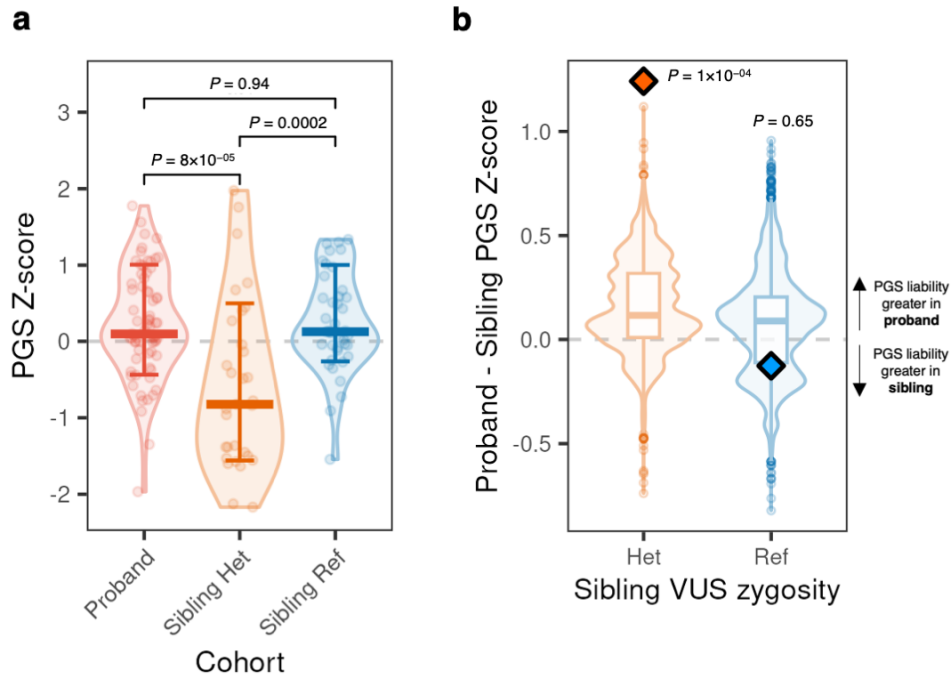 a
PGS Z-score
3
2
1
0
-1
-2
P = 0.94
P = 0.0002
P = 8×10⁻⁰⁵
Proband
Sibling Het
Sibling Ref
Cohort
b
Proband - Sibling PGS Z-score
1.0
0.5
0.0
-0.5
P = 1×10⁻⁰⁴
P = 0.65
Het
Ref
Sibling VUS zygosity
PGS liability
greater in
proband
PGS liability
greater in
sibling